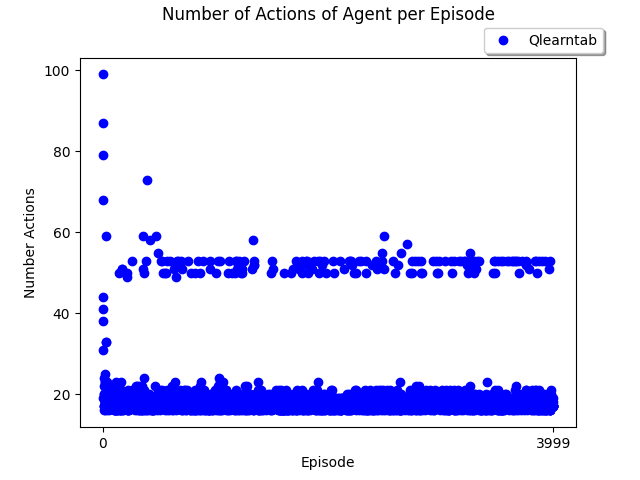 Number of Actions of Agent per Episode
Qlearntab
100
80
60
40
20
Number Actions
0
3999
Episode